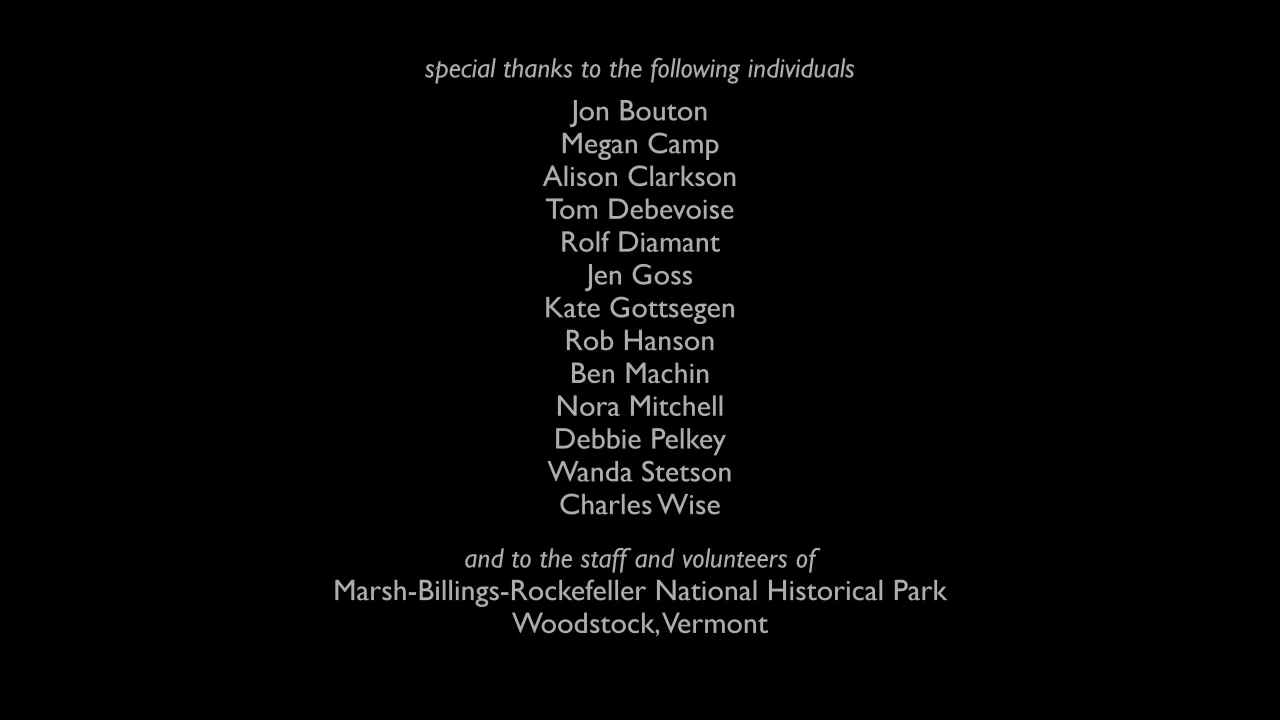 special thanks to the following individuals
Jon Bouton
Megan Camp
Alison Clarkson
Tom Debevoise
Rolf Diamant
Jen Goss
Kate Gottsegen
Rob Hanson
Ben Machin
Nora Mitchell
Debbie Pelkey
Wanda Stetson
Charles Wise
and to the staff and volunteers of
Marsh-Billings-Rockefeller National Historical Park
Woodstock, Vermont